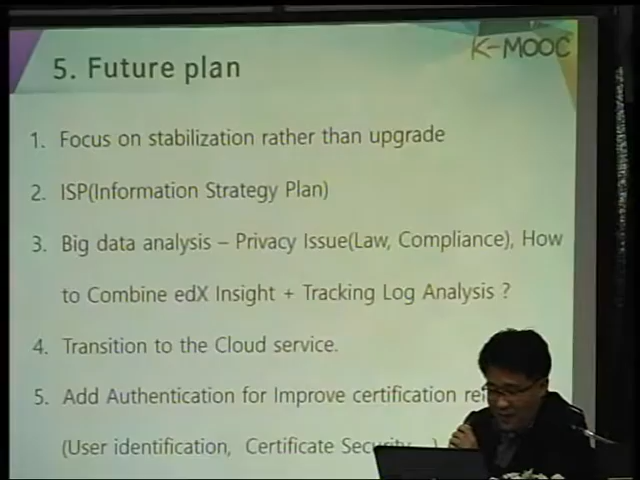 K-MOOC
5. Future plan
1. Focus on stabilization rather than upgrade
2. ISP(Information Strategy Plan)
3. Big data analysis – Privacy Issue(Law, Compliance), How
to Combine edX Insight + Tracking Log Analysis ?
4. Transition to the Cloud service.
5. Add Authentication for Improve certification
(User identification, Certificate